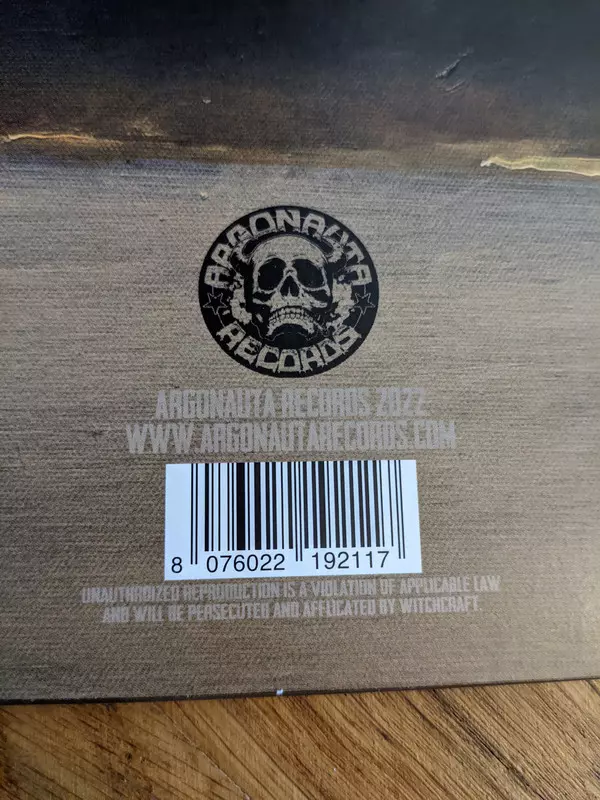 ARGONAUTA
RECORDS
ARGONAUTA RECORDS 2022
WWW.ARGONAUTARECORDS.COM
8 076022 192117
UNAUTHROIZED REPRODUCTION IS A VIOLATION OF APPLICABLE LAW
AND WILL BE PERSECUTED AND AFFLICATED BY WITCHCRAFT.